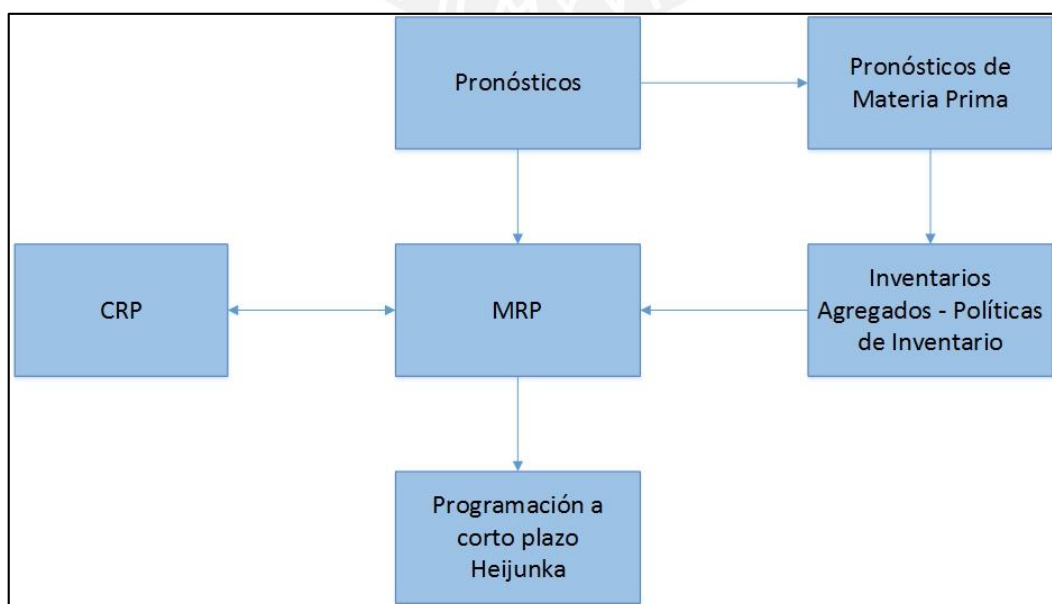 Pronósticos
Pronósticos de
Materia Prima
CRP
MRP
Inventarios
Agregados - Políticas
de Inventario
Programación a
corto plazo
Heijunka